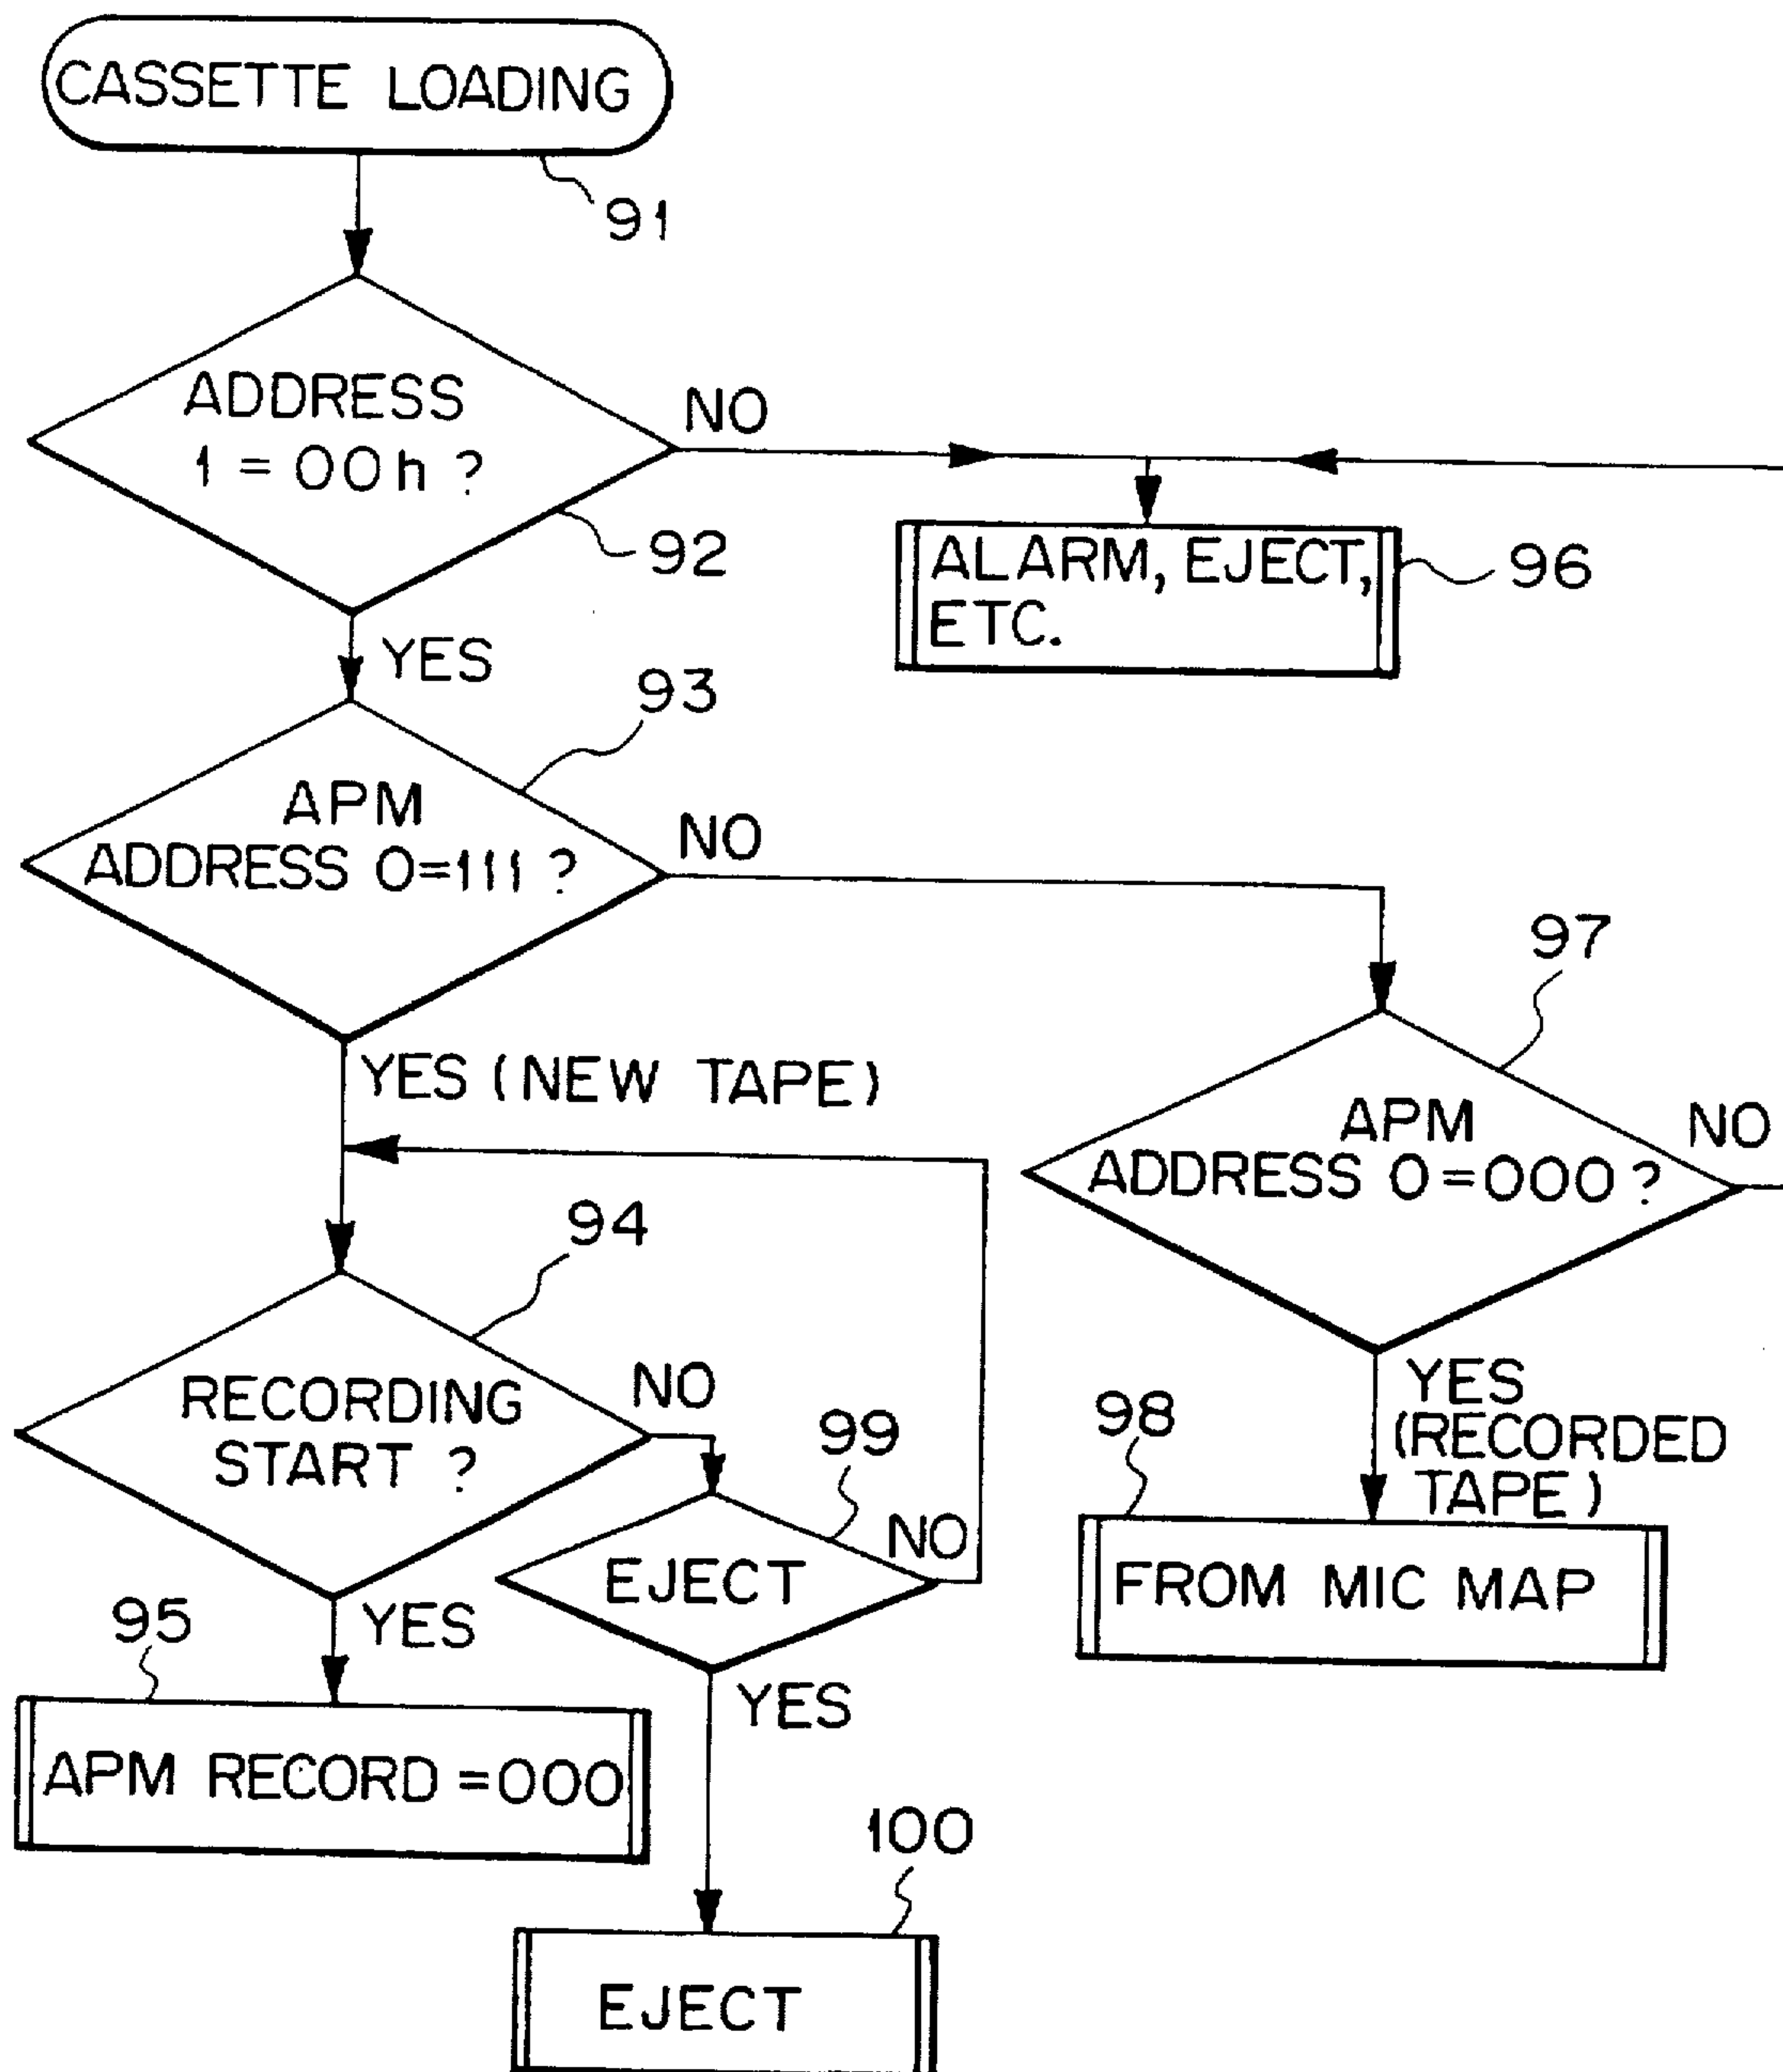 CASSETTE LOADING
91
ADDRESS
1 = 00h ?
NO
92
ALARM, EJECT,
ETC.
96
YES
93
APM
ADDRESS 0=111 ?
NO
97
YES (NEW TAPE)
APM
ADDRESS 0=000 ?
NO
94
RECORDING
START ?
NO
99
YES
(RECORDED
TAPE)
98
EJECT
NO
FROM MIC MAP
95
YES
YES
APM RECORD =000
100
EJECT